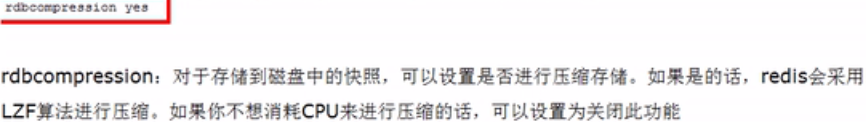 rdbcompression yes
rdbcompression：对于存储到磁盘中的快照，可以设置是否进行压缩存储。如果是的话，redis会采用
LZF算法进行压缩。如果你不想消耗CPU来进行压缩的话，可以设置为关闭此功能